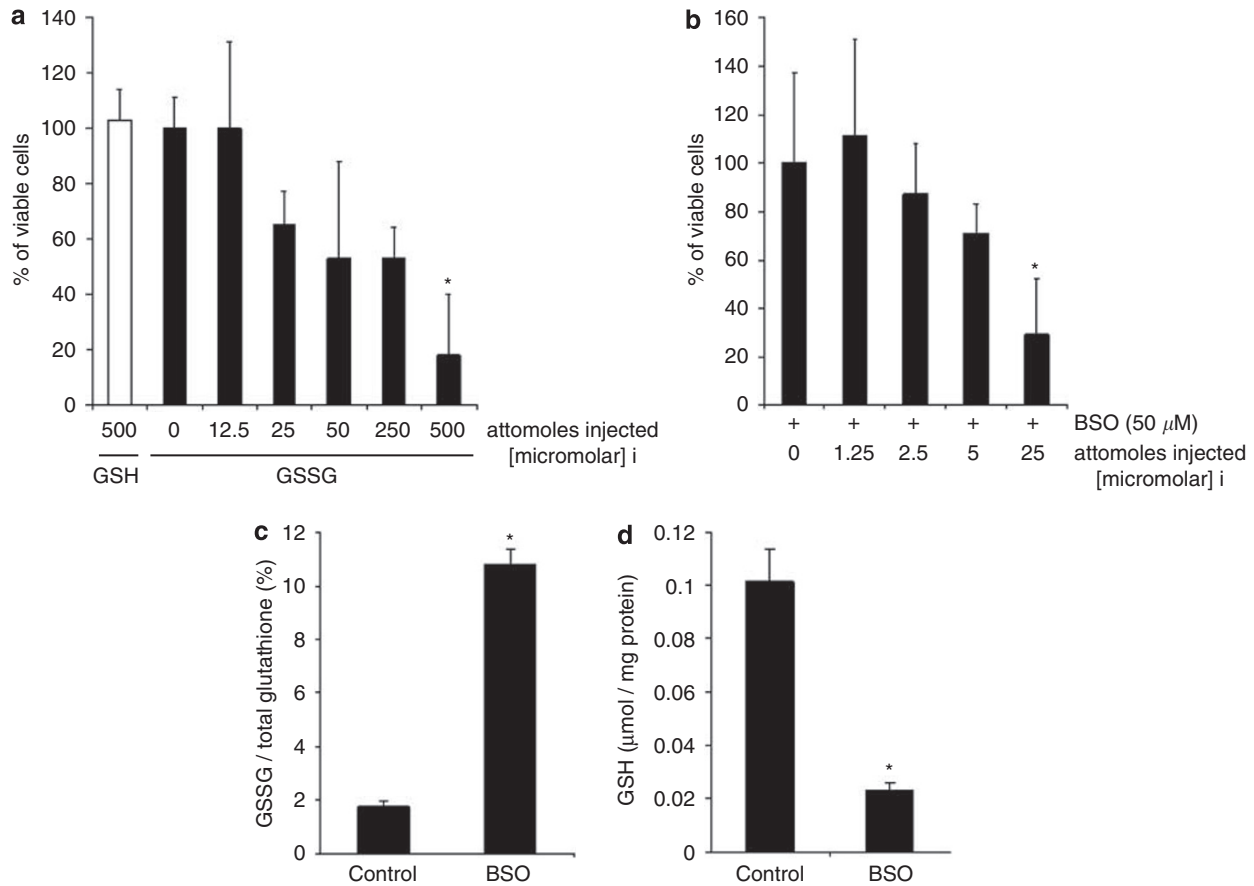 a
140
120
100
80
60
40
20
0
% of viable cells
*
500 0 12.5 25 50 250 500 attomoles injected
[micromolar] i
GSH GSSG
b
160
140
120
100
80
60
40
20
0
% of viable cells
*
+ + + + + BSO (50 μM)
0 1.25 2.5 5 25 attomoles injected
[micromolar] i
c
12
10
8
6
4
2
0
GSSG / total glutathione (%)
*
Control BSO
d
0.12
0.1
0.08
0.06
0.04
0.02
0
GSH (μmol / mg protein)
*
Control BSO